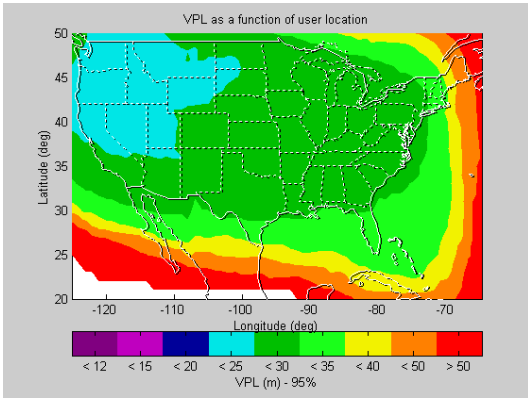 VPL as a function of user location
Latitude (deg)
50
45
40
35
30
25
20
-120 -110 -100 -90 -80 -70
Longitude (deg)
< 12 < 15 < 20 < 25 < 30 < 35 < 40 < 50 > 50
VPL (m) - 95%